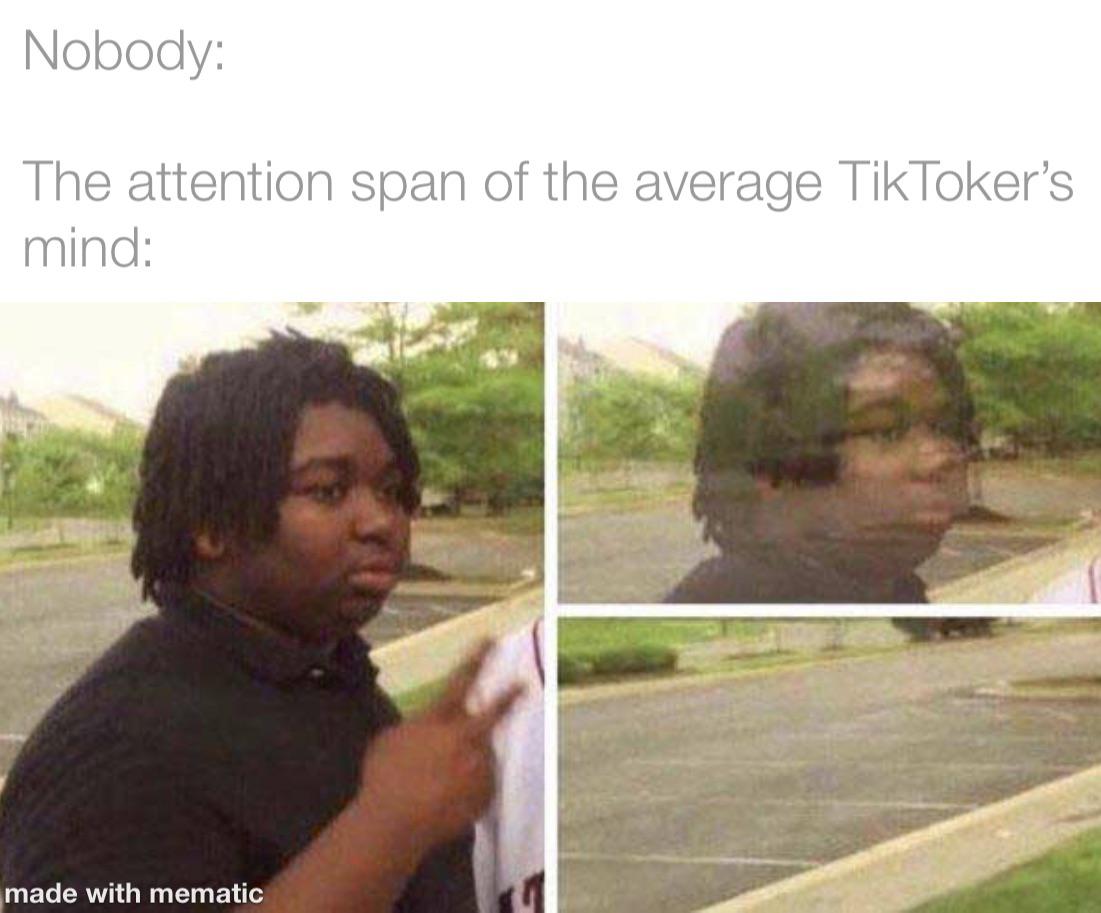 Nobody:
The attention span of the average TikToker’s
mind:
made with mematic